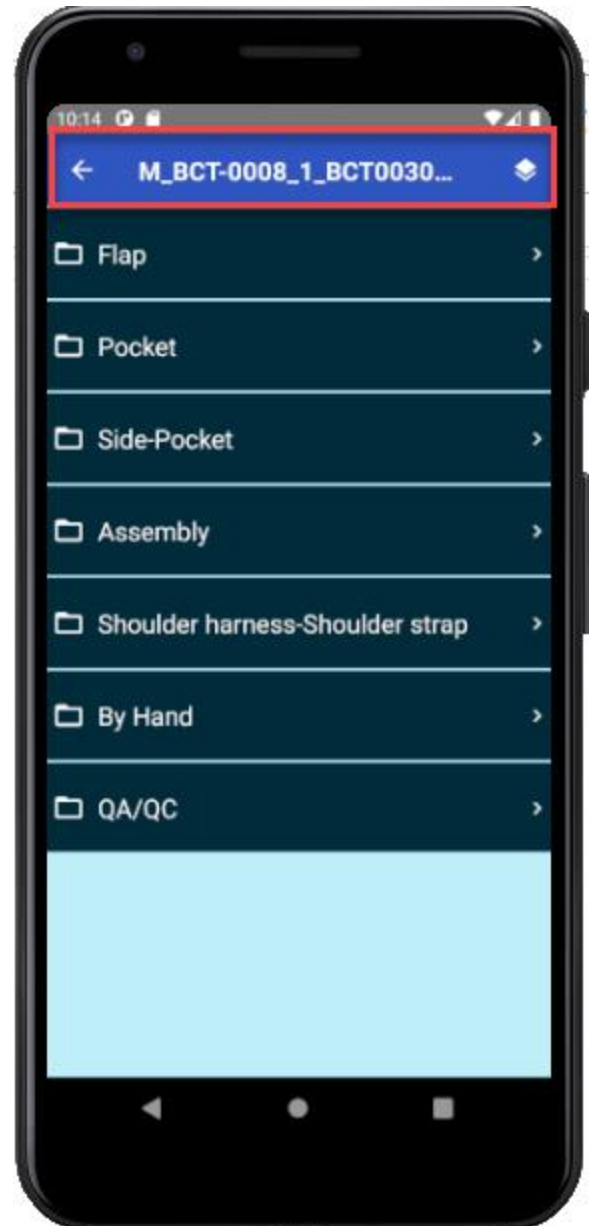 10:14
M_BCT-0008_1_BCT0030...
Flap
Pocket
Side-Pocket
Assembly
Shoulder harness-Shoulder strap
By Hand
QA/QC